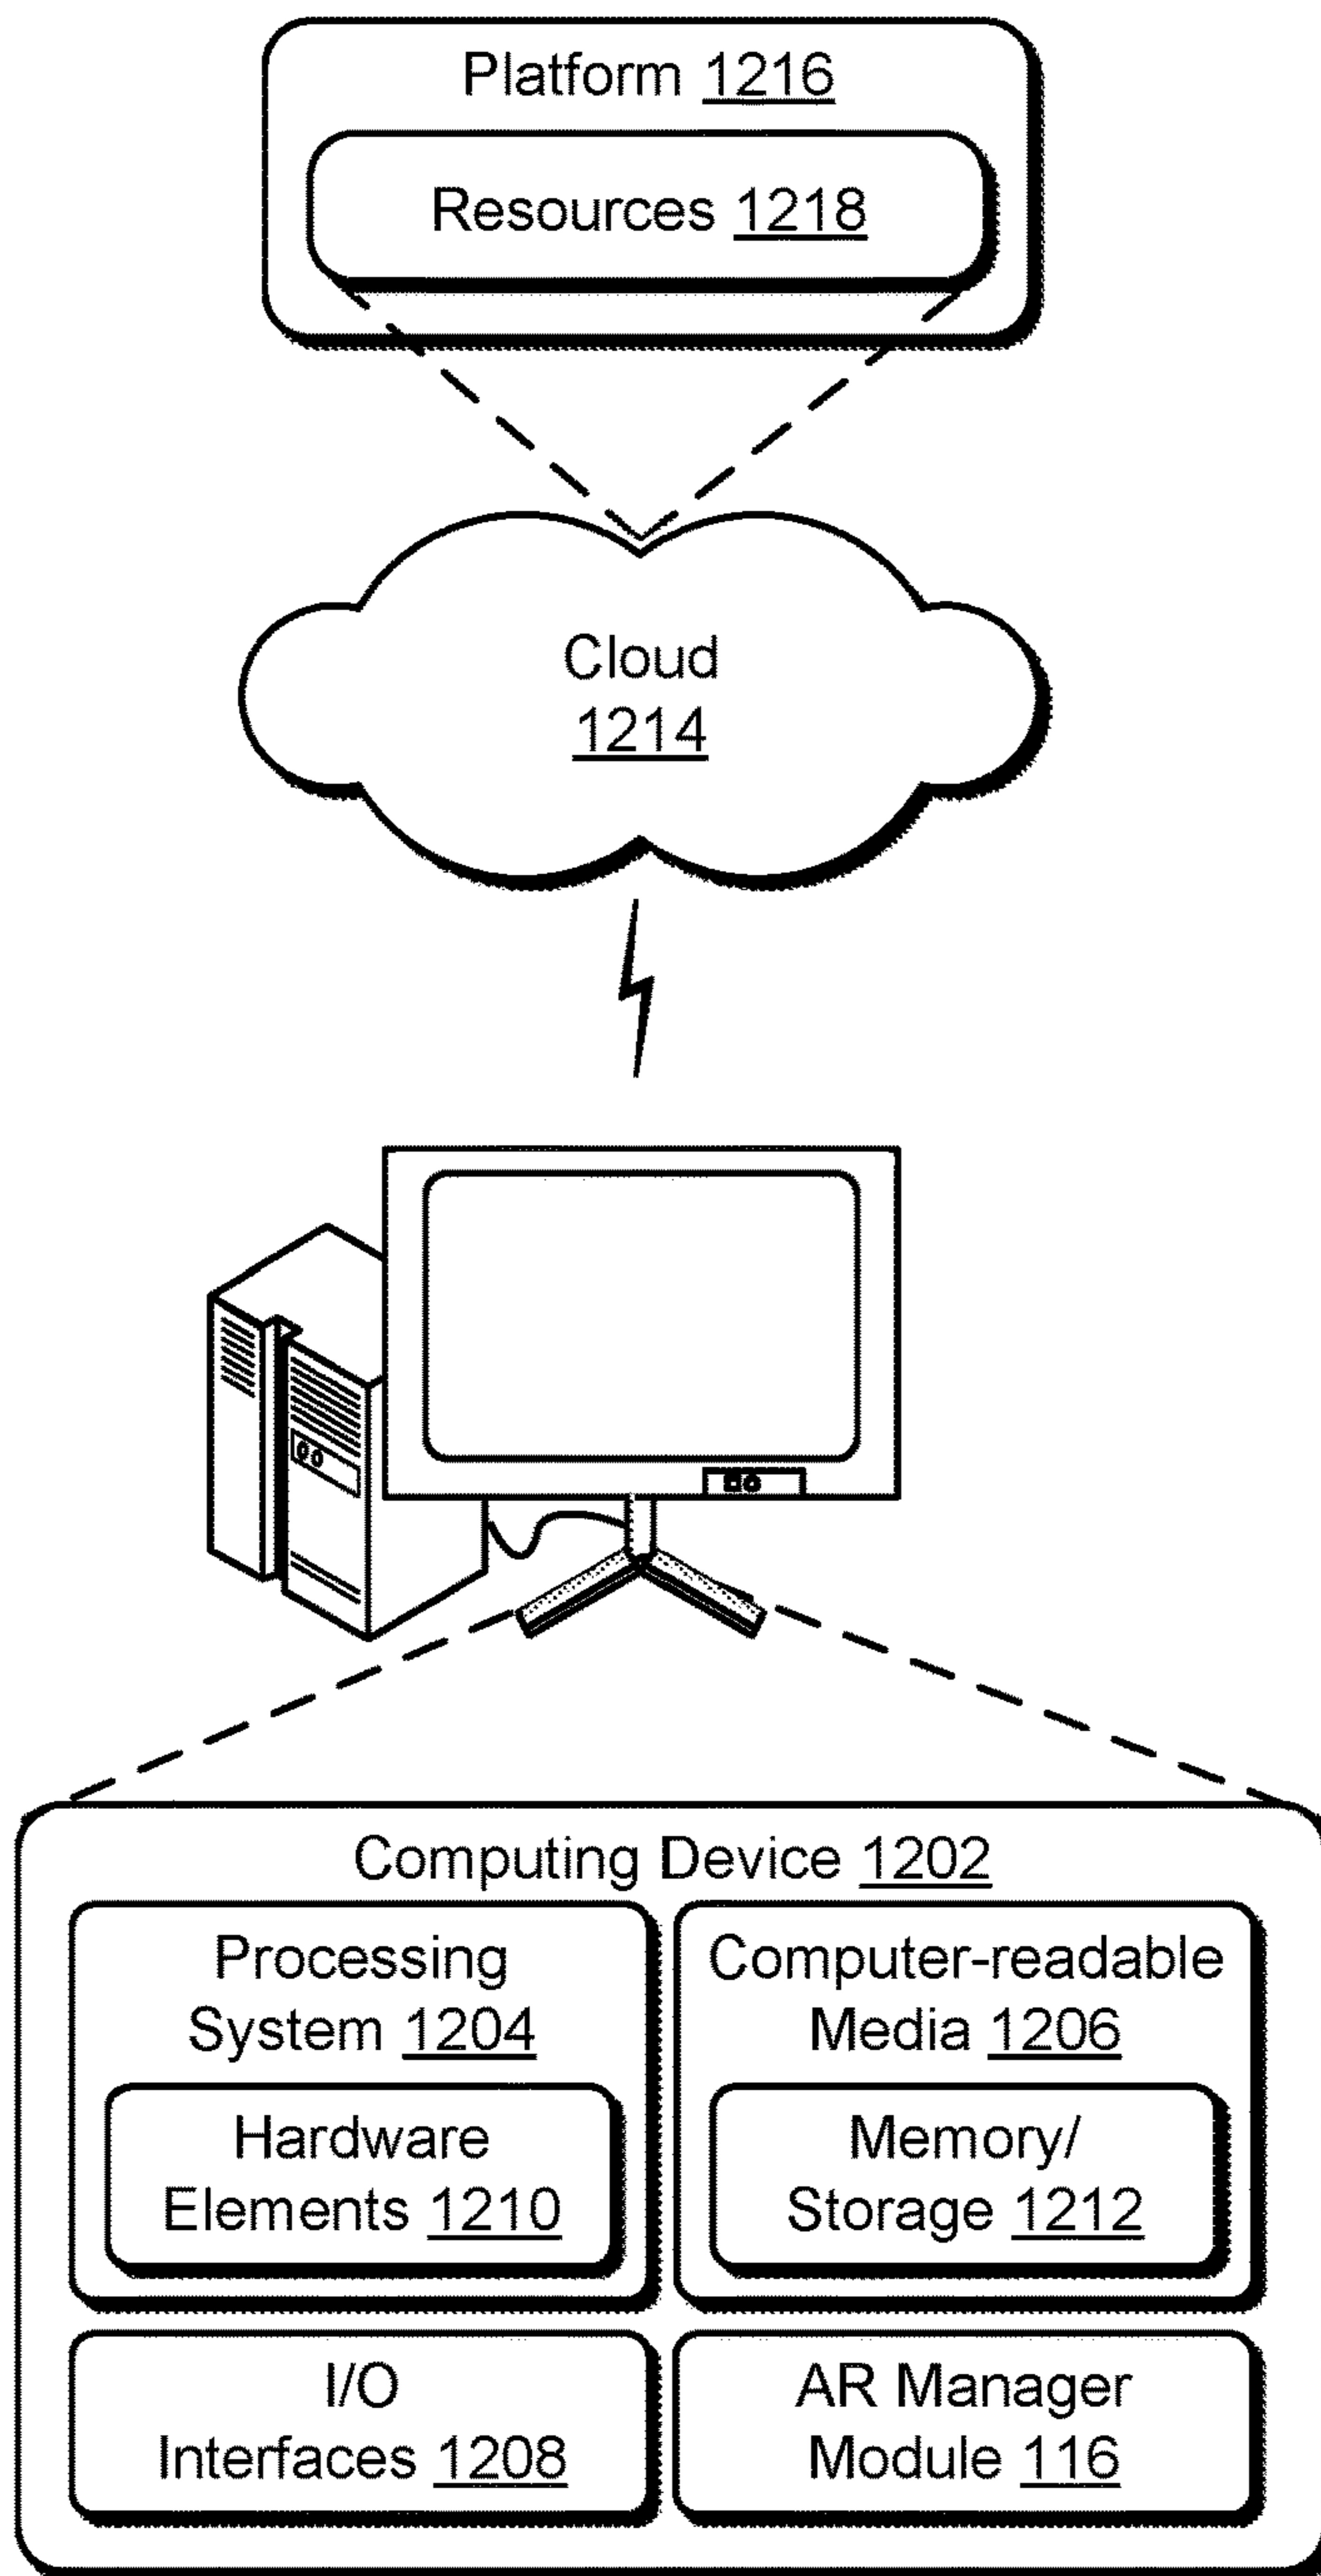 Platform 1216
Resources 1218
Cloud
1214
Computing Device 1202
Processing
System 1204
Hardware
Elements 1210
Computer-readable
Media 1206
Memory/
Storage 1212
I/O
Interfaces 1208
AR Manager
Module 116